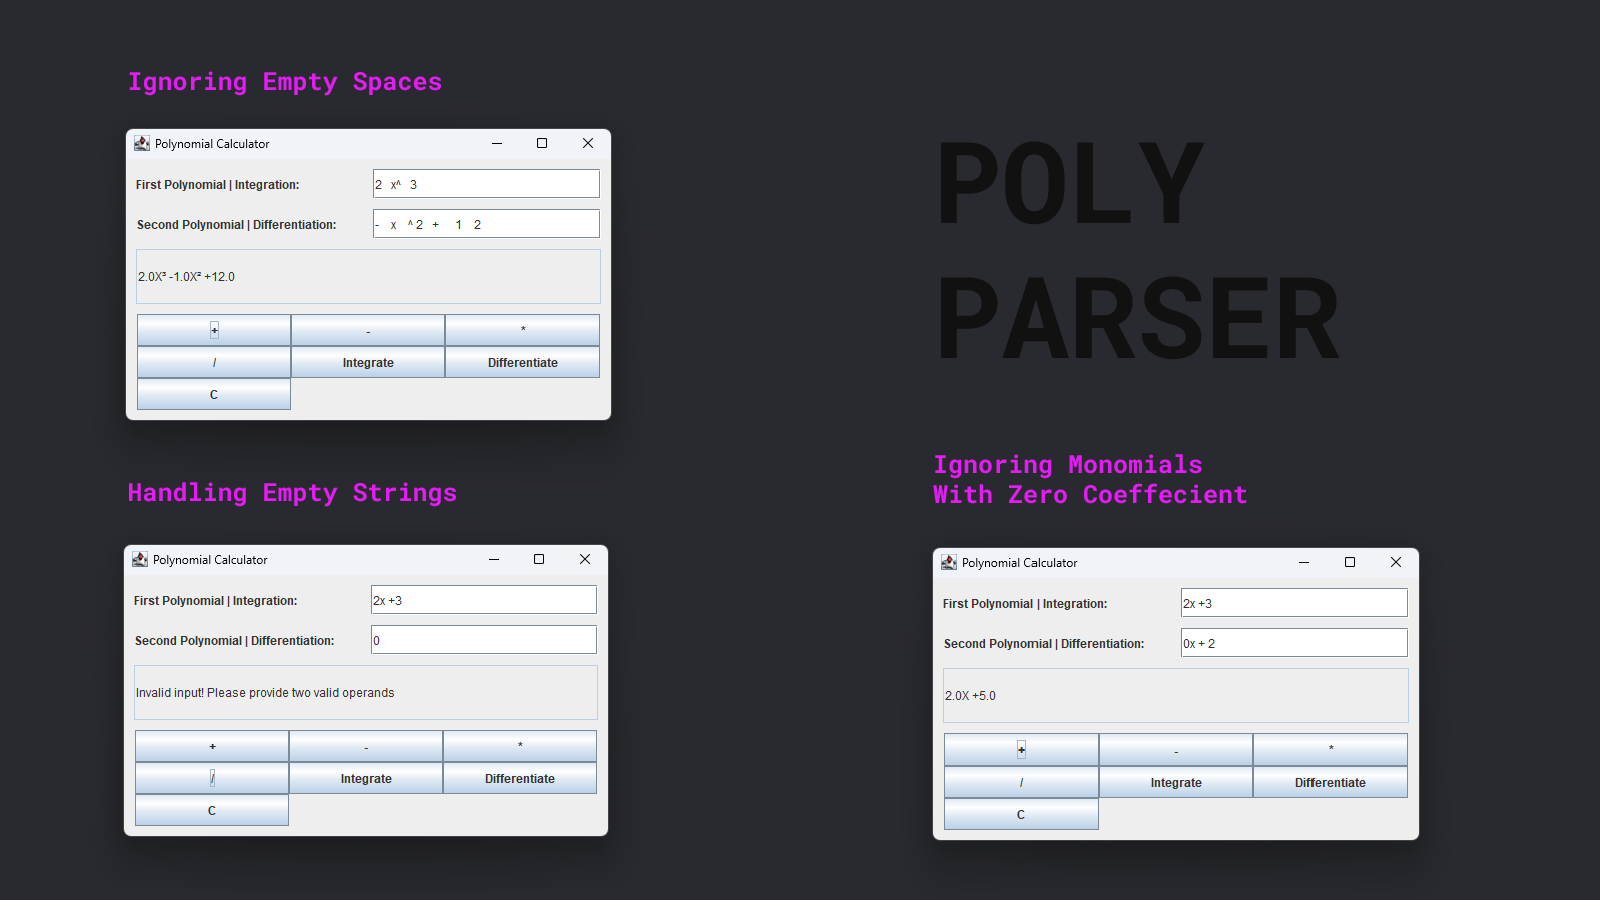 Ignoring Empty Spaces
Polynomial Calculator
First Polynomial | Integration:
2 x^ 3
Second Polynomial | Differentiation:
- x ^ 2 + 1 2
2.0X³ -1.0X² +12.0
+ - *
/ Integrate Differentiate
C
POLY
PARSER
Handling Empty Strings
Polynomial Calculator
First Polynomial | Integration:
2x +3
Second Polynomial | Differentiation:
0
Invalid input! Please provide two valid operands
+ - *
/ Integrate Differentiate
C
Ignoring Monomials
With Zero Coeffecient
Polynomial Calculator
First Polynomial | Integration:
2x +3
Second Polynomial | Differentiation:
0x + 2
2.0X +5.0
+ - *
/ Integrate Differentiate
C